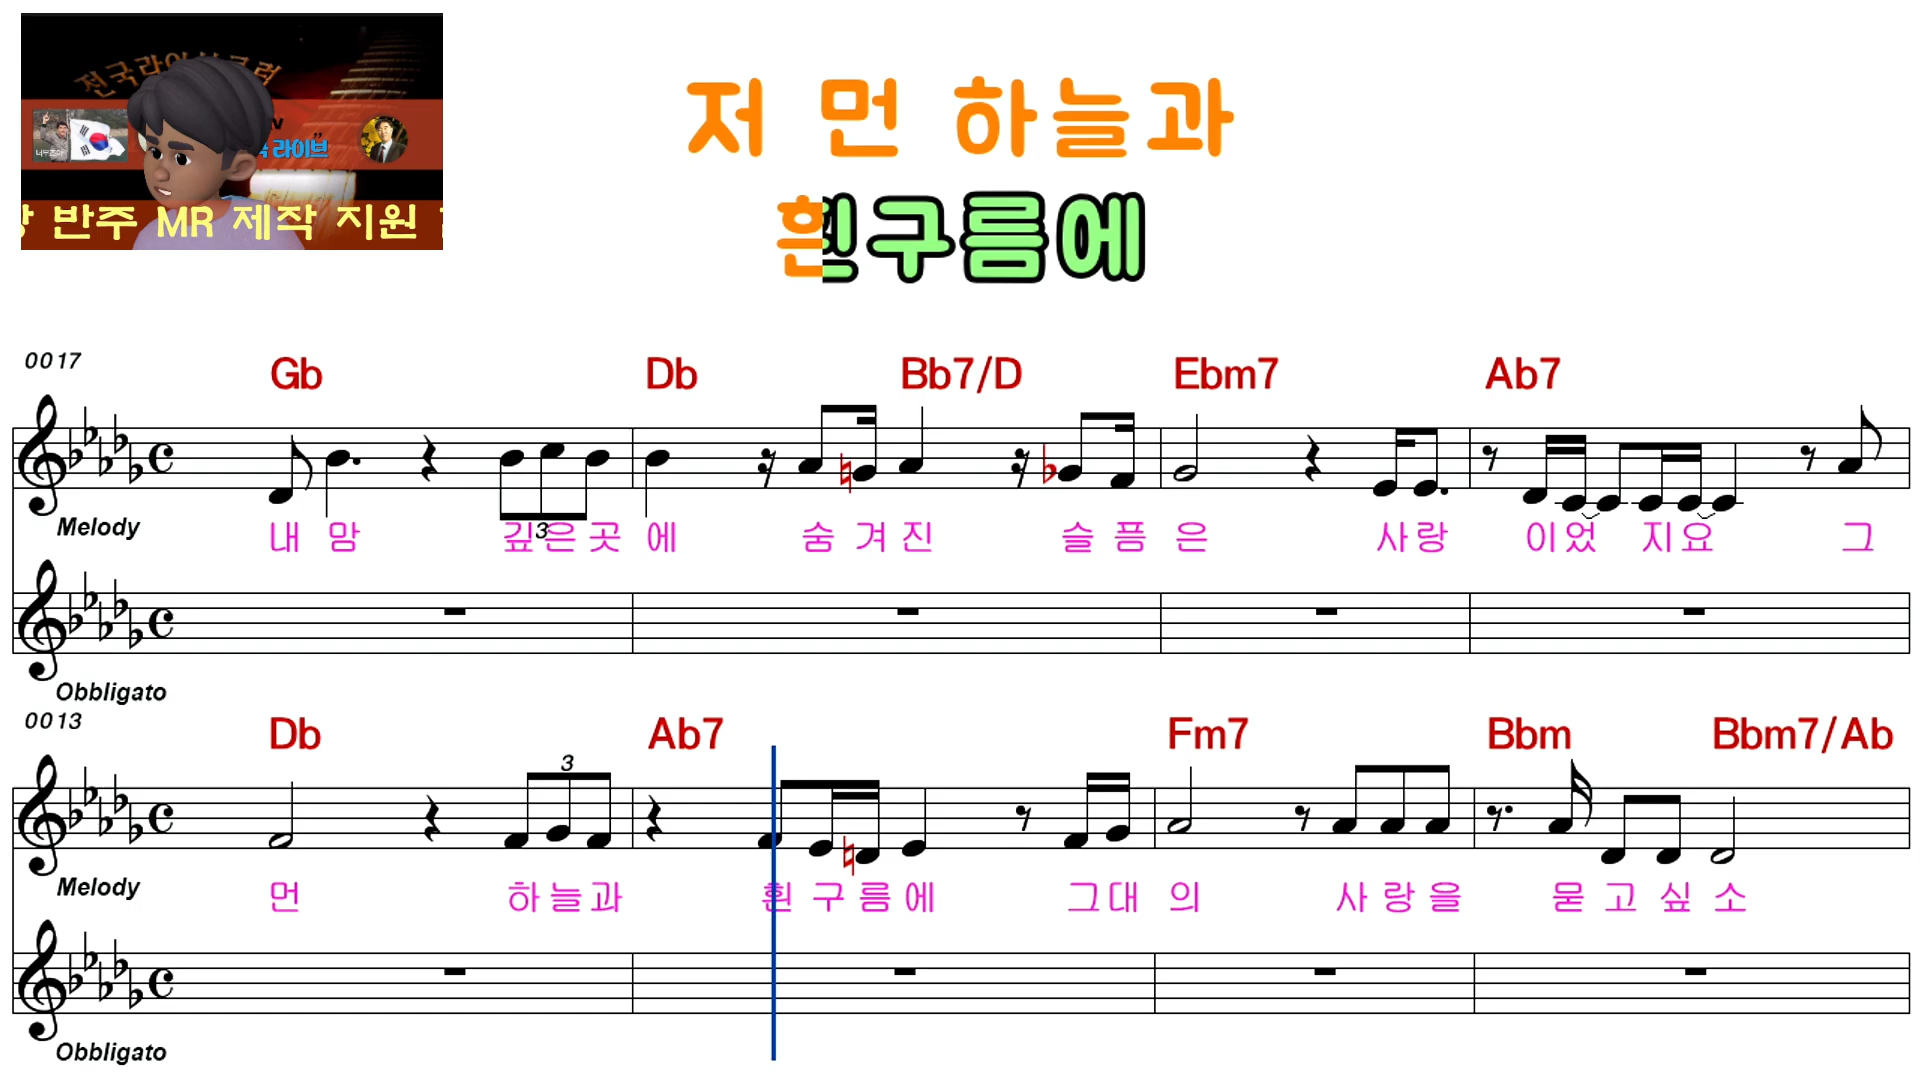 전국라이브클럽
라이브”
반주 MR 제작 지원
저 먼 하늘과
흰구름에
0017
Gb Db Bb7/D Ebm7 Ab7
3
Melody
내 맘 깊은곳 에 숨 겨 진 슬 픔 은 사랑 이었 지요 그
Obbligato
0013
Db Ab7 Fm7 Bbm Bbm7/Ab
3
Melody
먼 하늘과 흰 구 름 에 그대 의 사 랑 을 묻 고 싶 소
Obbligato